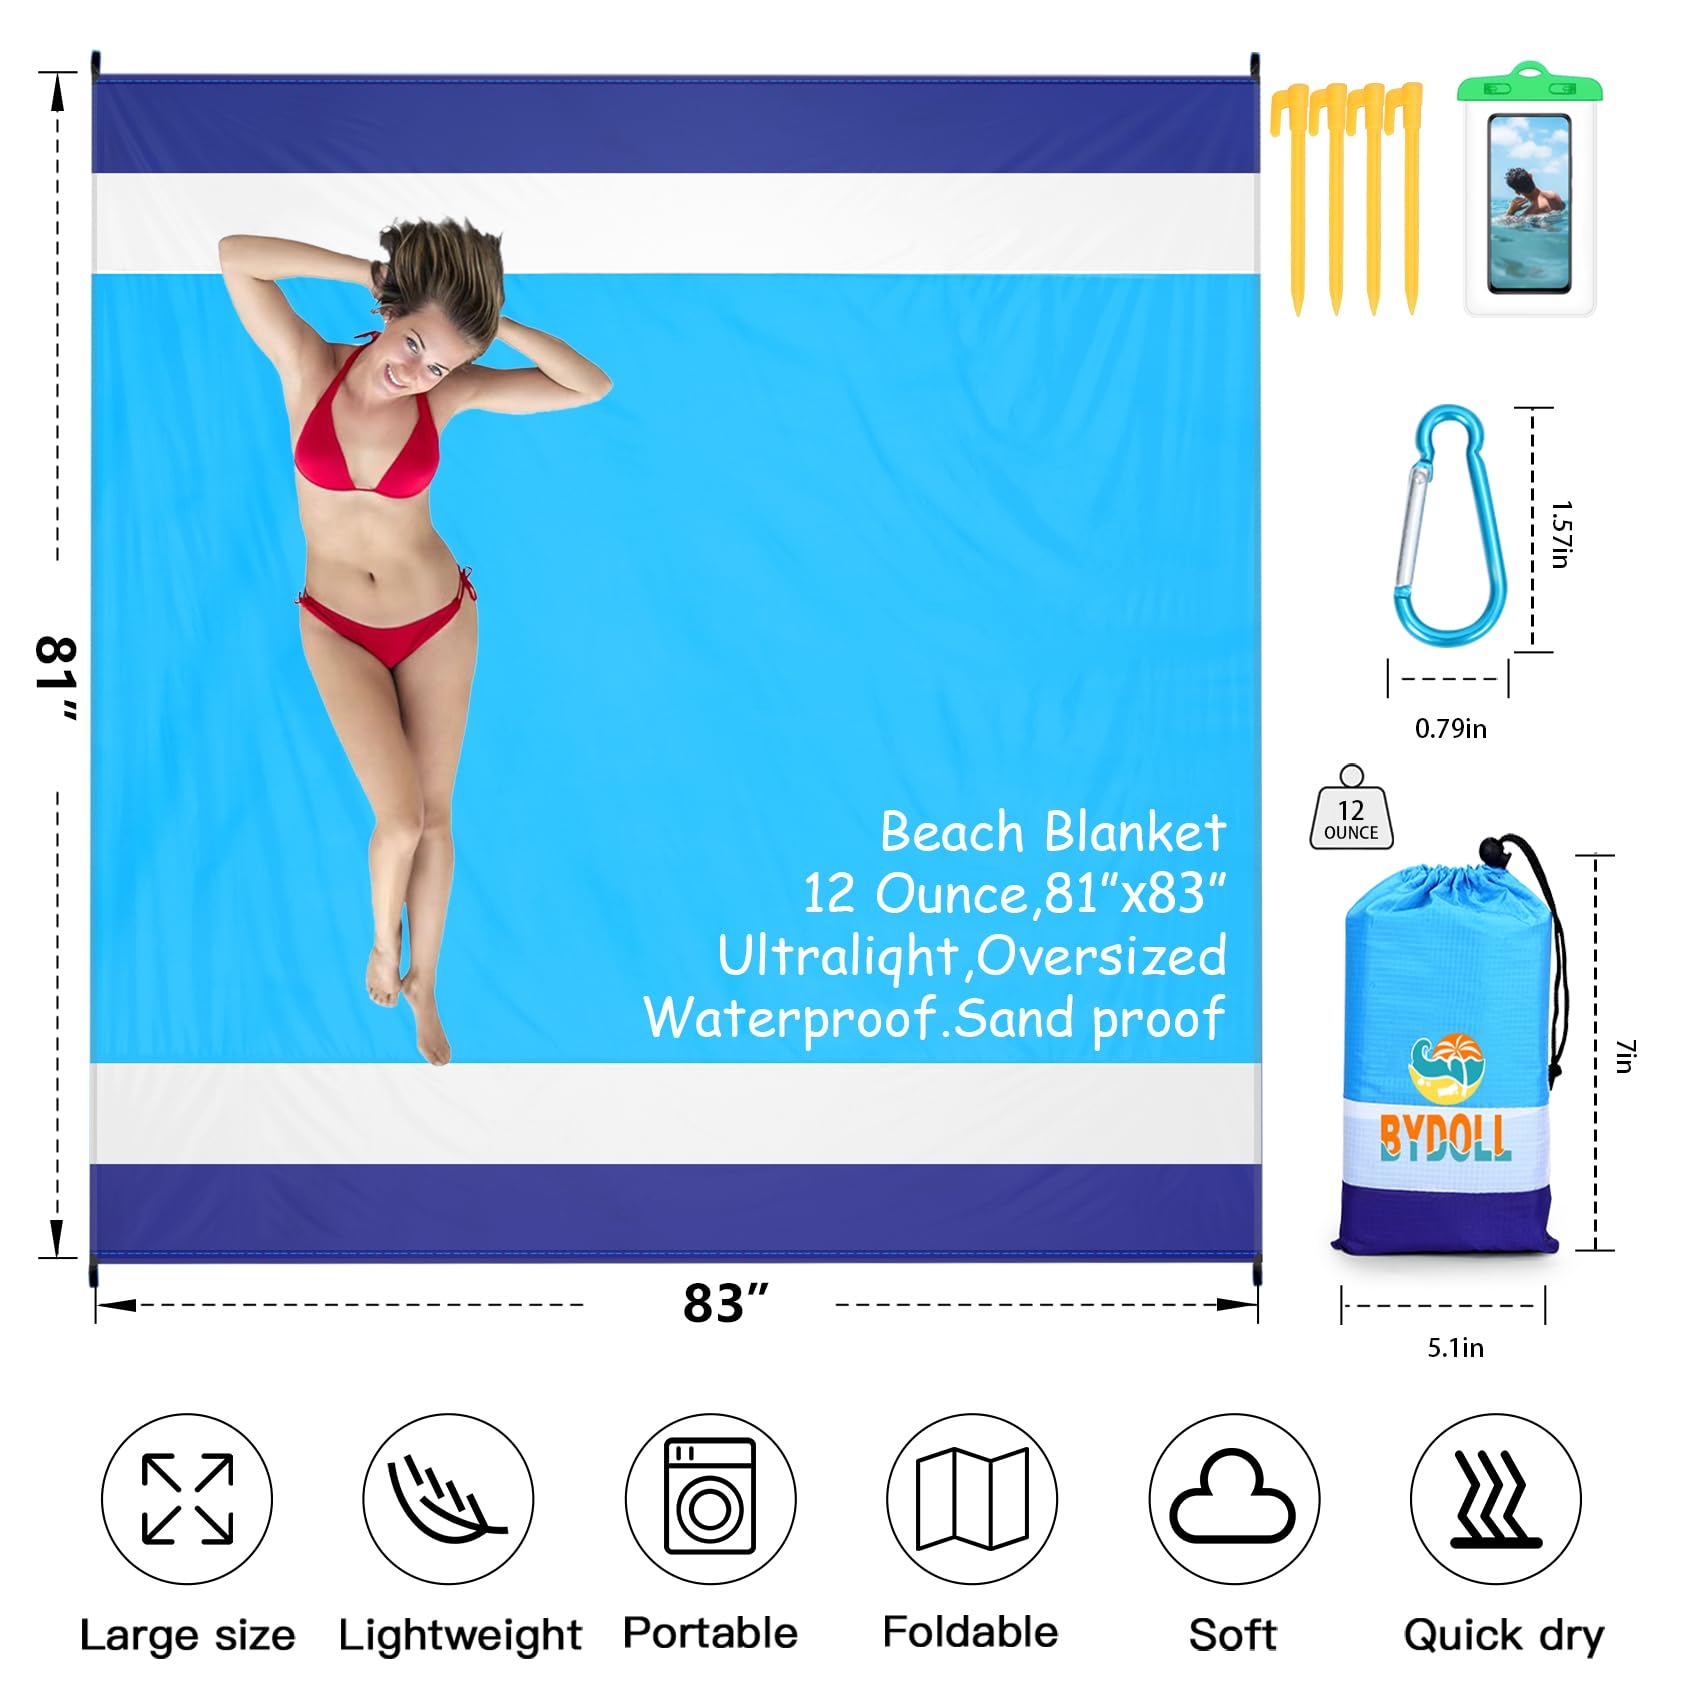 81"
83"
Beach Blanket
12 Ounce,81"x83"
Ultraliqht,Oversized
Waterproof.Sand proof
1.57in
0.79in
12
OUNCE
BYDOLL
7in
5.1in
Large size
Lightweight
Portable
Foldable
Soft
Quick dry